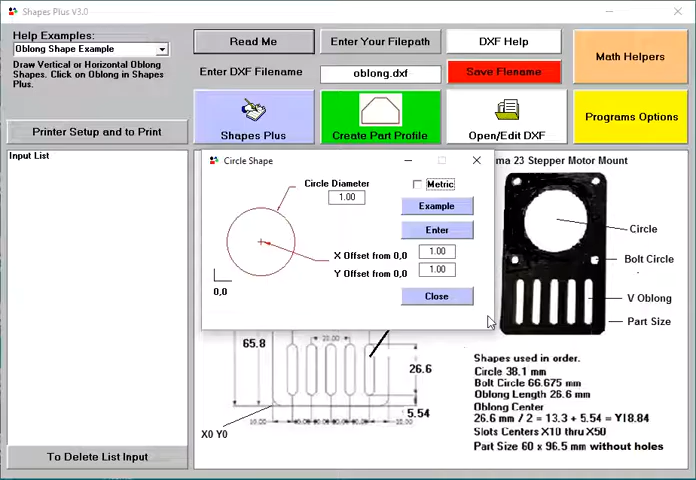 Shapes Plus V3.0
Help Examples:
Oblong Shape Example
Draw Vertical or Horizontal Oblong
Shapes. Click on Oblong in Shapes
Plus.
Read Me
Enter Your Filepath
DXF Help
Math Helpers
Enter DXF Filename
oblong.dxf
Save Flename
Shapes Plus
Create Part Profile
Open/Edit DXF
Programs Options
Printer Setup and to Print
Input List
Circle Shape
ma 23 Stepper Motor Mount
Circle Diameter
1.00
Metric
Example
Enter
X Offset from 0,0
1.00
Y Offset from 0,0
1.00
0,0
Close
Circle
Bolt Circle
V Oblong
Part Size
65.8
20.00
26.6
5.54
10.00
10.00
X0 Y0
Shapes used in order.
Circle 38.1 mm
Bolt Circle 66.675 mm
Oblong Length 26.6 mm
Oblong Center
26.6 mm / 2 = 13.3 + 5.54 = Y18.84
Slots Centers X10 thru X50
Part Size 60 x 96.5 mm without holes
To Delete List Input